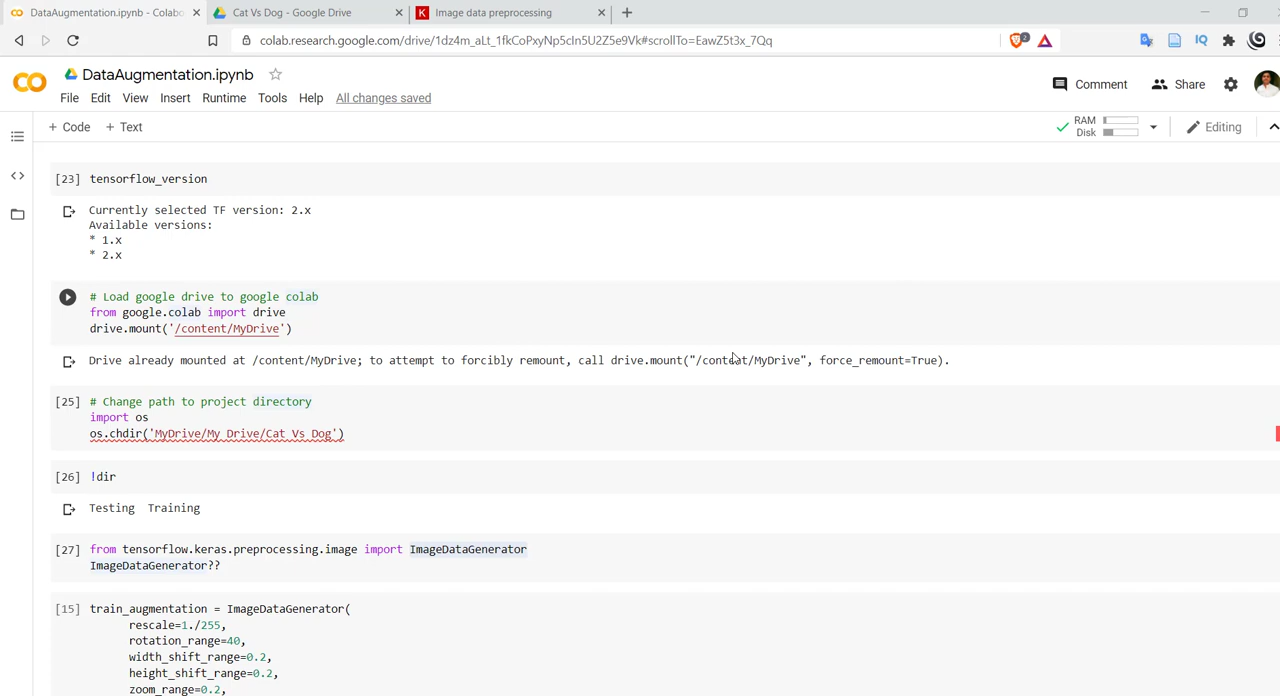 DataAugmentation.ipynb - Colabo
Cat Vs Dog - Google Drive
K Image data preprocessing
colab.research.google.com/drive/1dz4m_aLt_1fkCoPxyNp5cIn5U2Z5e9Vk#scrollTo=EawZ5t3x_7Qq
2
IQ
DataAugmentation.ipynb
Comment
Share
File Edit View Insert Runtime Tools Help All changes saved
+ Code + Text
RAM
Disk
Editing
[23] tensorflow_version
Currently selected TF version: 2.x
Available versions:
* 1.x
* 2.x
# Load google drive to google colab
from google.colab import drive
drive.mount('/content/MyDrive')
Drive already mounted at /content/MyDrive; to attempt to forcibly remount, call drive.mount("/content/MyDrive", force_remount=True).
[25] # Change path to project directory
import os
os.chdir('MyDrive/My Drive/Cat Vs Dog')
[26] !dir
Testing Training
[27] from tensorflow.keras.preprocessing.image import ImageDataGenerator
ImageDataGenerator??
[15] train_augmentation = ImageDataGenerator(
rescale=1./255,
rotation_range=40,
width_shift_range=0.2,
height_shift_range=0.2,
zoom_range=0.2,